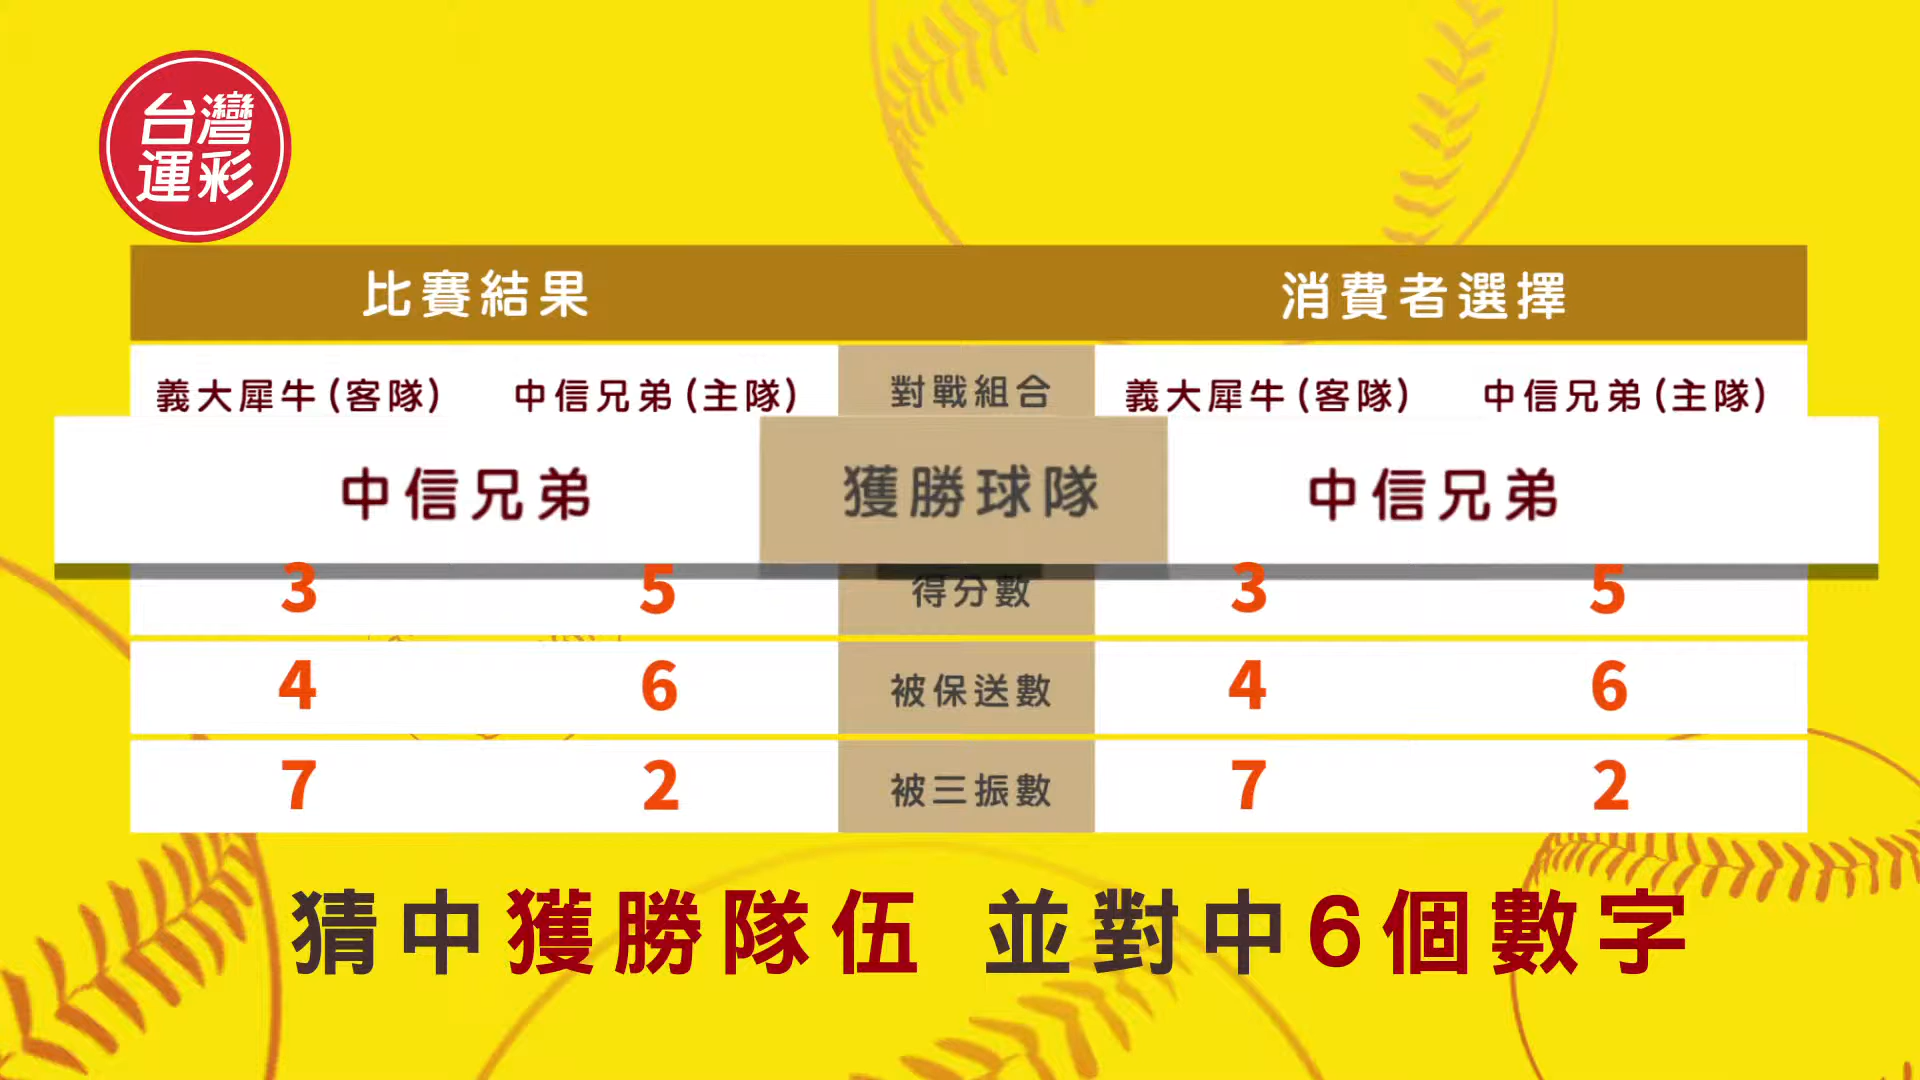 台灣
運彩
比賽結果 消費者選擇
義大犀牛(客隊) 中信兄弟(主隊) 對戰組合 義大犀牛(客隊) 中信兄弟(主隊)
中信兄弟 獲勝球隊 中信兄弟
3 5 得分數 3 5
4 6 被保送數 4 6
7 2 被三振數 7 2
猜中獲勝隊伍 並對中6個數字